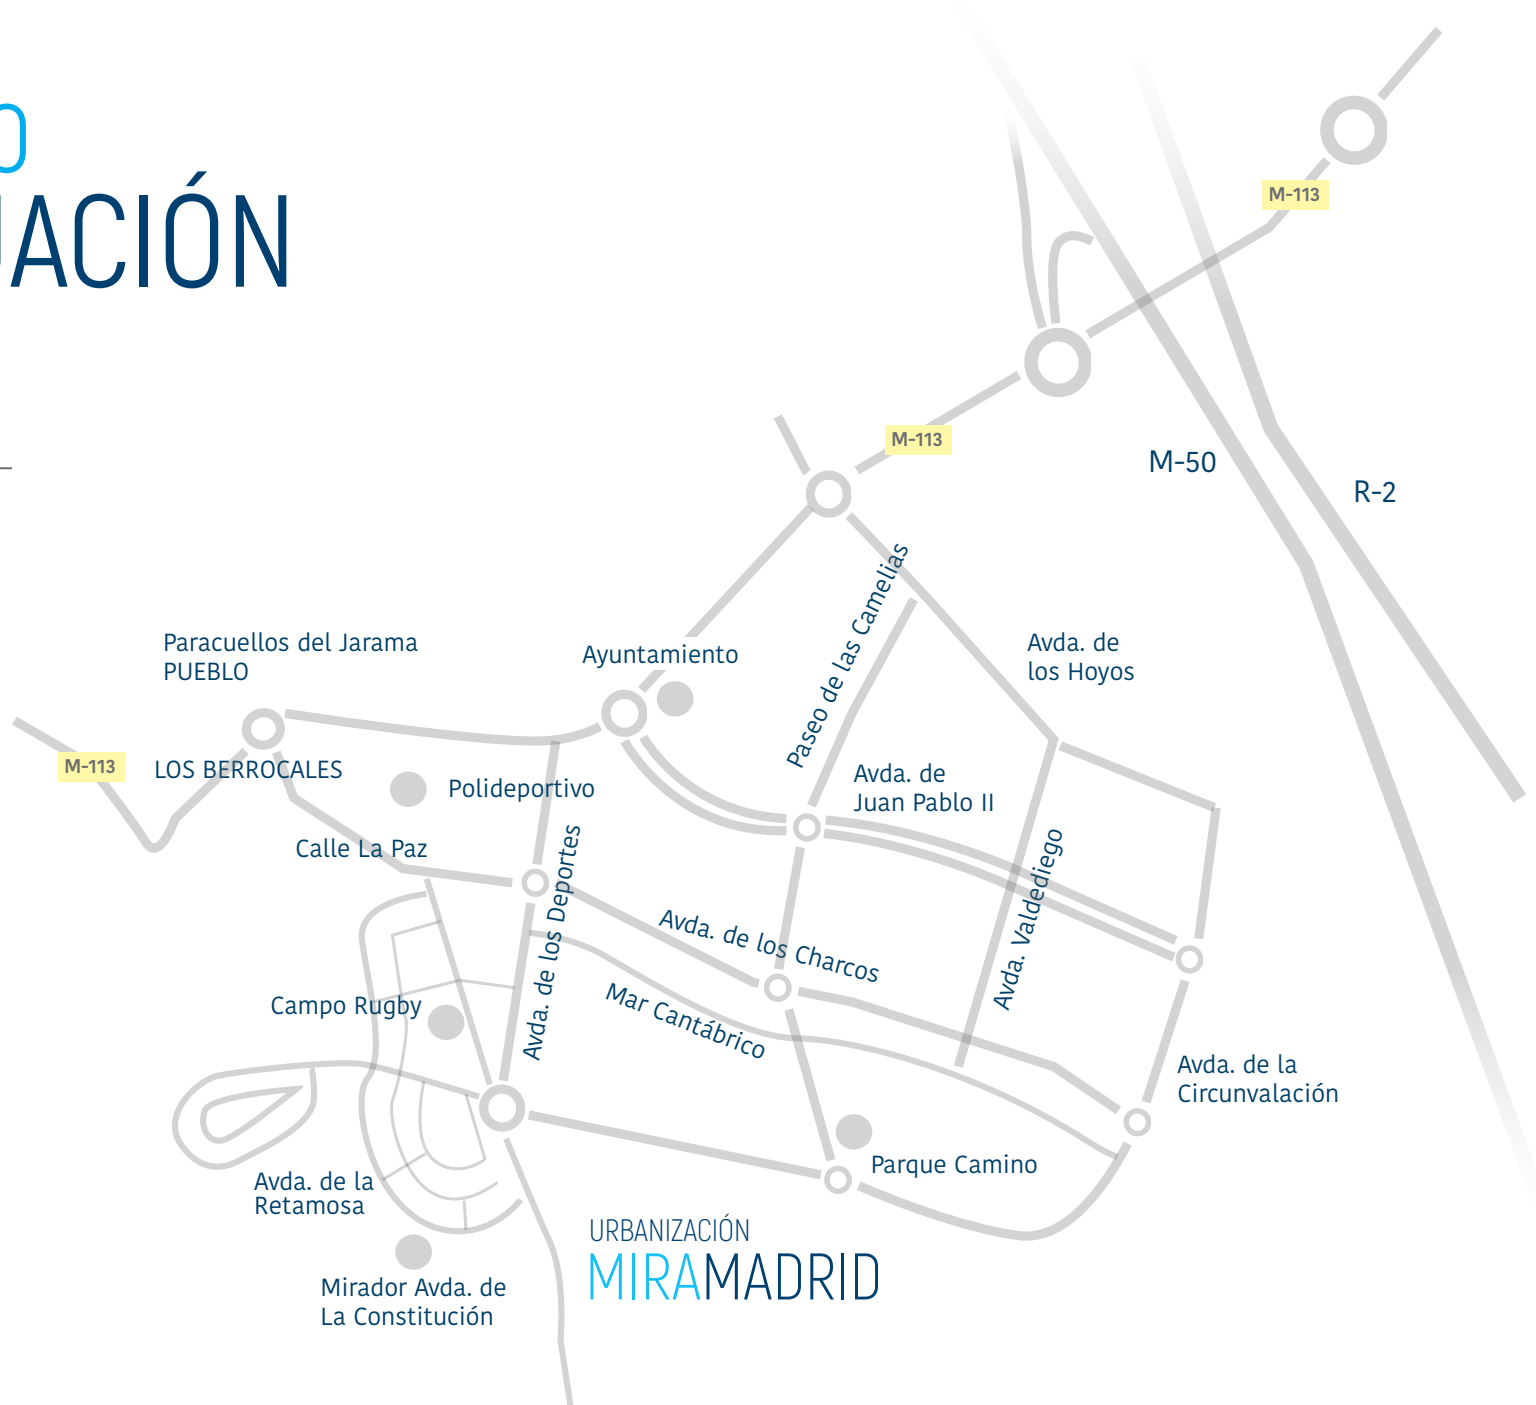 O
UACIÓN
M-113
M-113
M-50
R-2
Paseo de las Camelias
Paracuellos del Jarama
PUEBLO
Ayuntamiento
Avda. de
los Hoyos
M-113
LOS BERROCALES
Polideportivo
Avda. de
Juan Pablo II
Calle La Paz
Avda. de los Deportes
Avda. Valdediego
Avda. de los Charcos
Mar Cantábrico
Campo Rugby
Avda. de la
Circunvalación
Parque Camino
Avda. de la
Retamosa
URBANIZACIÓN
MIRAMADRID
Mirador Avda. de
La Constitución